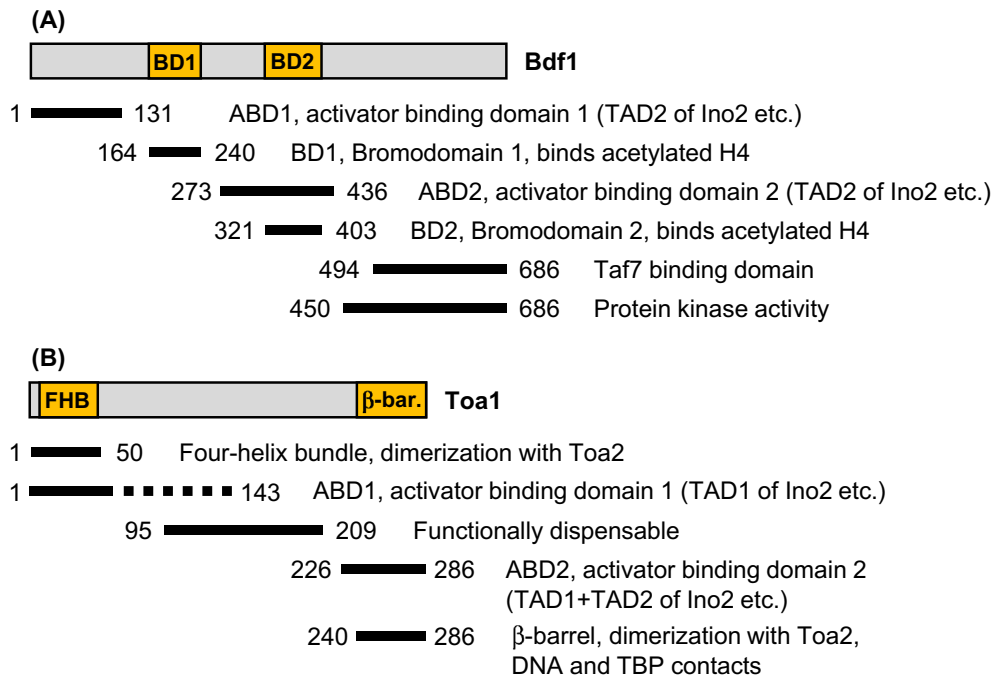 (A)
BD1 BD2 Bdf1
1 131 ABD1, activator binding domain 1 (TAD2 of Ino2 etc.)
164 240 BD1, Bromodomain 1, binds acetylated H4
273 436 ABD2, activator binding domain 2 (TAD2 of Ino2 etc.)
321 403 BD2, Bromodomain 2, binds acetylated H4
494 686 Taf7 binding domain
450 686 Protein kinase activity
(B)
FHB β-bar. Toa1
1 50 Four-helix bundle, dimerization with Toa2
1 143 ABD1, activator binding domain 1 (TAD1 of Ino2 etc.)
95 209 Functionally dispensable
226 286 ABD2, activator binding domain 2
(TAD1+TAD2 of Ino2 etc.)
240 286 β-barrel, dimerization with Toa2,
DNA and TBP contacts